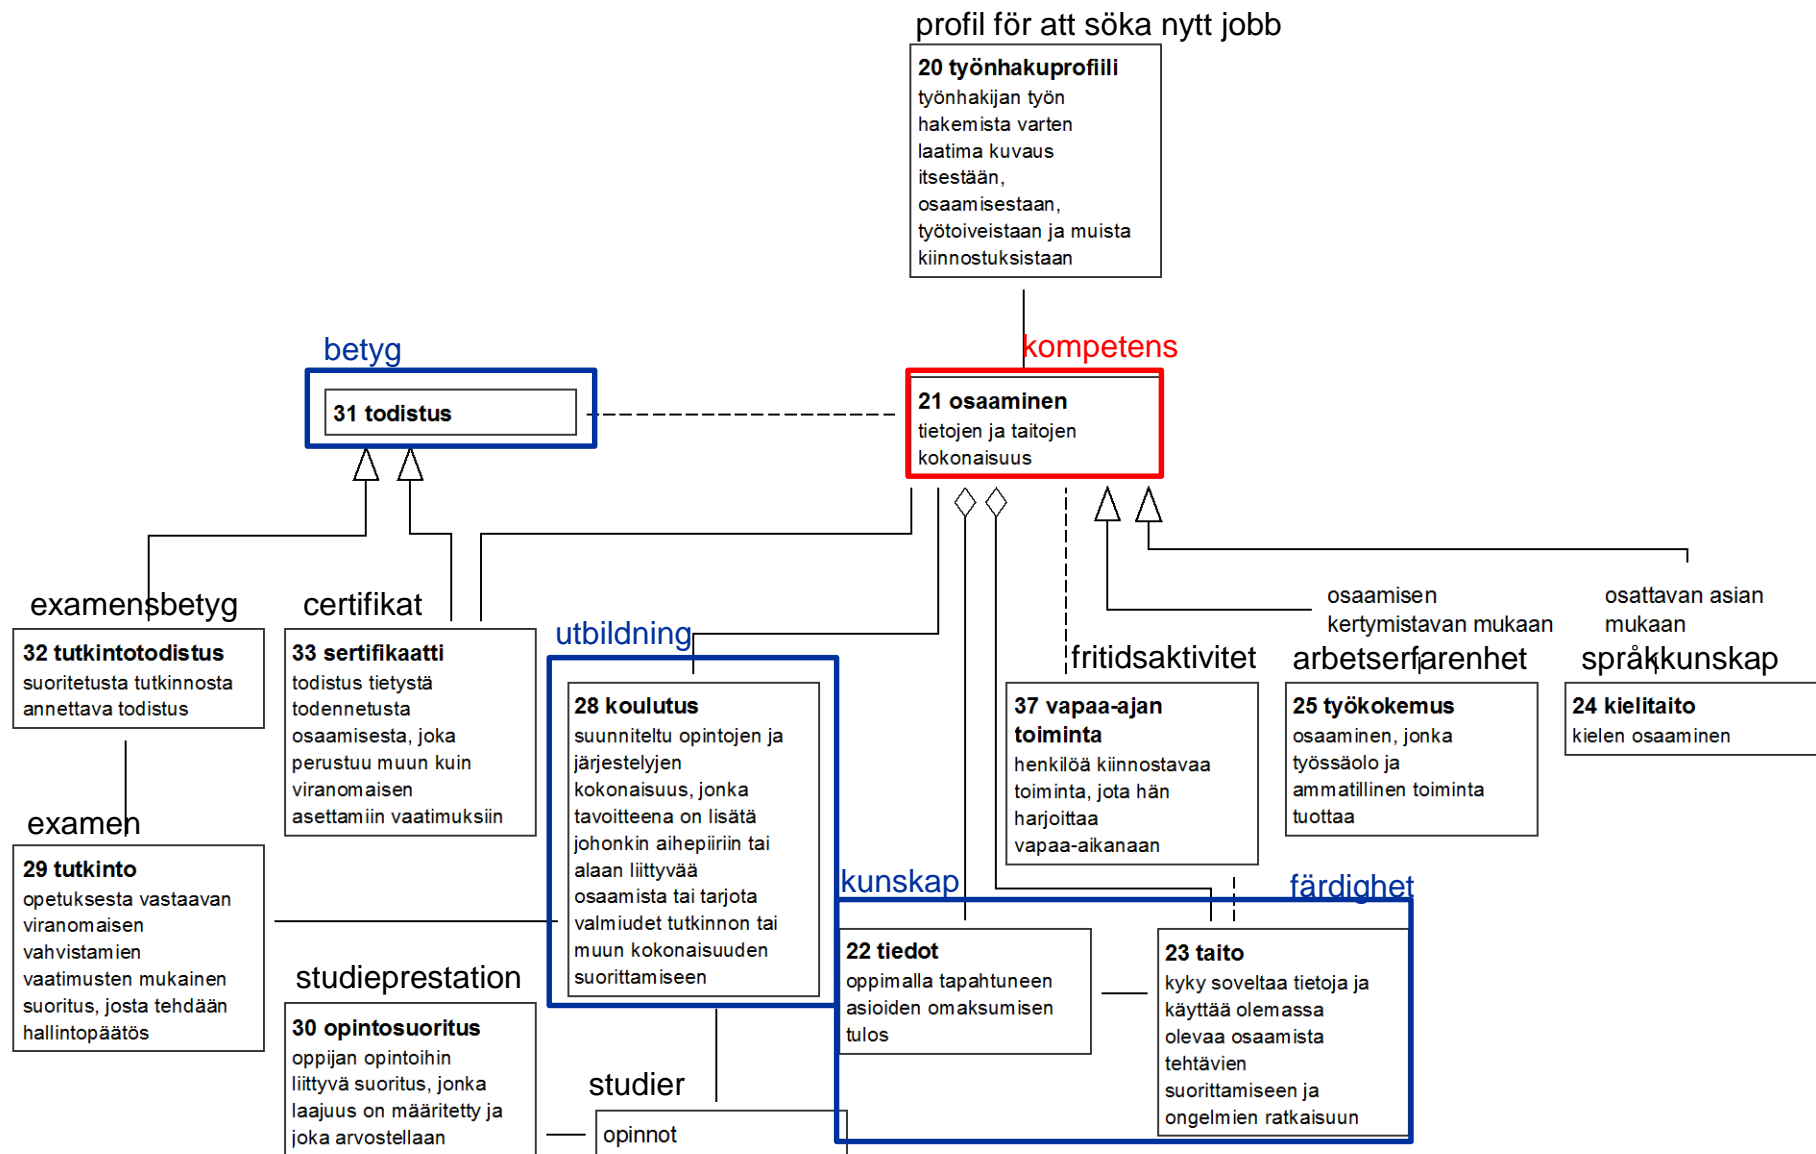 profil för att söka nytt jobb
20 työnhakuprofiili
työnhakijan työn
hakemista varten
laatima kuvaus
itsestään,
osaamisestaan,
työtoiveistaan ja muista
kiinnostuksistaan
betyg
31 todistus
kompetens
21 osaaminen
tietojen ja taitojen
kokonaisuus
examensbetyg
32 tutkintotodistus
suoritetusta tutkinnosta
annettava todistus
certifikat
33 sertifikaatti
todistus tietystä
todennetusta
osaamisesta, joka
perustuu muun kuin
viranomaisen
asettamiin vaatimuksiin
utbildning
28 koulutus
suunniteltu opintojen ja
järjestelyjen
kokonaisuus, jonka
tavoitteena on lisätä
johonkin aihepiiriin tai
alaan liittyvää
osaamista tai tarjota
valmiudet tutkinnon tai
muun kokonaisuuden
suorittamiseen
fritidsaktivitet
37 vapaa-ajan
toiminta
henkilöä kiinnostavaa
toiminta, jota hän
harjoittaa
vapaa-aikanaan
osaamisen
kertymistavan mukaan
arbetserfarenhet
25 työkokemus
osaaminen, jonka
työssäolo ja
ammatillinen toiminta
tuottaa
osattavan asian
mukaan
språkkunskap
24 kielitaito
kielen osaaminen
examen
29 tutkinto
opetuksesta vastaavan
viranomaisen
vahvistamien
vaatimusten mukainen
suoritus, josta tehdään
hallintopäätös
studieprestation
30 opintosuoritus
oppijan opintoihin
liittyvä suoritus, jonka
laajuus on määritetty ja
joka arvostellaan
studier
opinnot
kunskap
22 tiedot
oppimalla tapahtuneen
asioiden omaksumisen
tulos
färdighet
23 taito
kyky soveltaa tietoja ja
käyttää olemassa
olevaa osaamista
tehtävien
suorittamiseen ja
ongelmien ratkaisuun